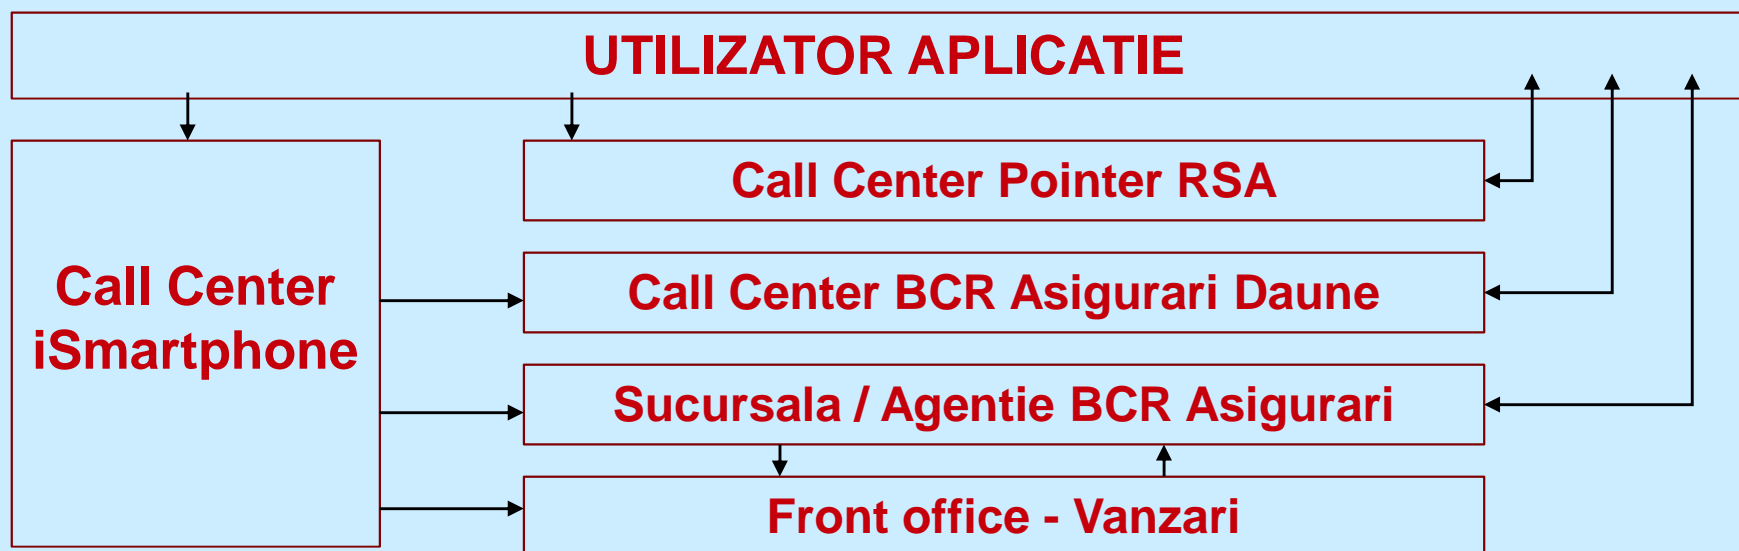 UTILIZATOR APLICATIE
Call Center Pointer RSA
Call Center
iSmartphone
Call Center BCR Asigurari Daune
Sucursala / Agentie BCR Asigurari
Front office - Vanzari